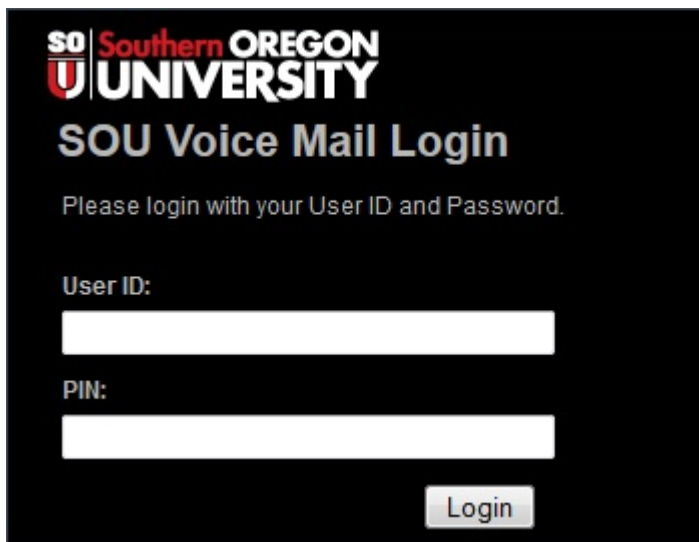 SO Southern OREGON
U UNIVERSITY
SOU Voice Mail Login
Please login with your User ID and Password.
User ID:
PIN:
Login